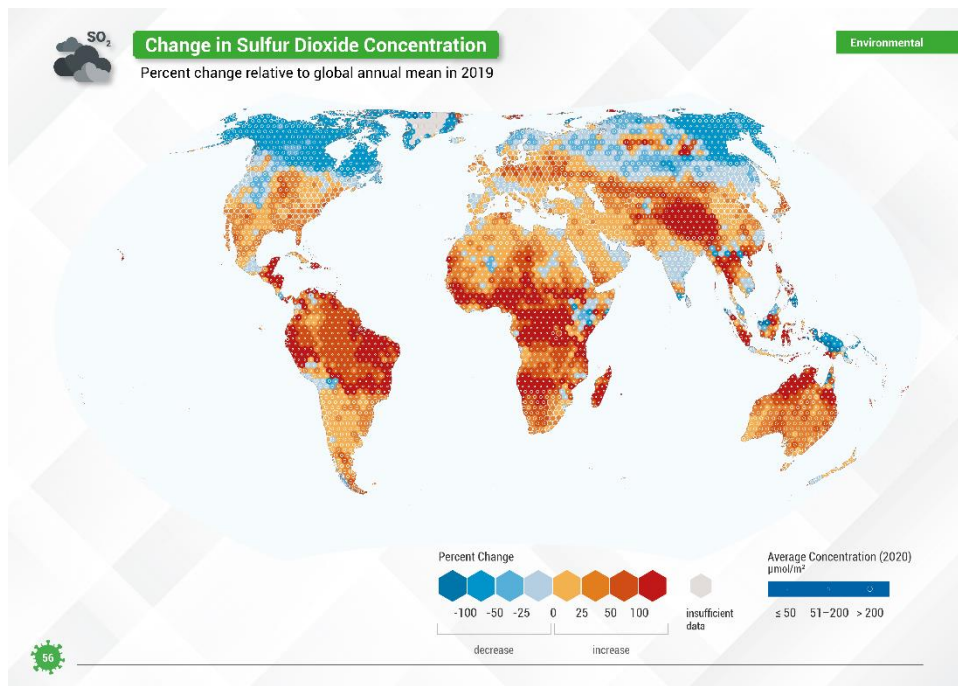 SO₂
Change in Sulfur Dioxide Concentration
Environmental
Percent change relative to global annual mean in 2019
Percent Change
-100 -50 -25 0 25 50 100
insufficient
data
decrease
increase
Average Concentration (2020)
µmol/m²
≤ 50 51–200 > 200
56